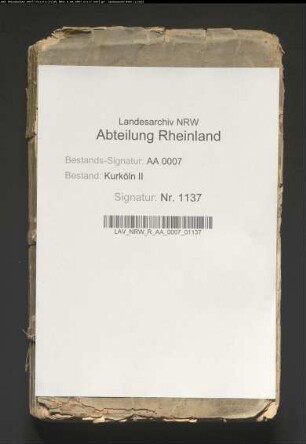 Landesarchiv NRW
Abteilung Rheinland
Bestands-Signatur: AA 0007
Bestand: Kurköln II
Signatur: Nr. 1137
LAV_NRW_R_AA_0007_01137